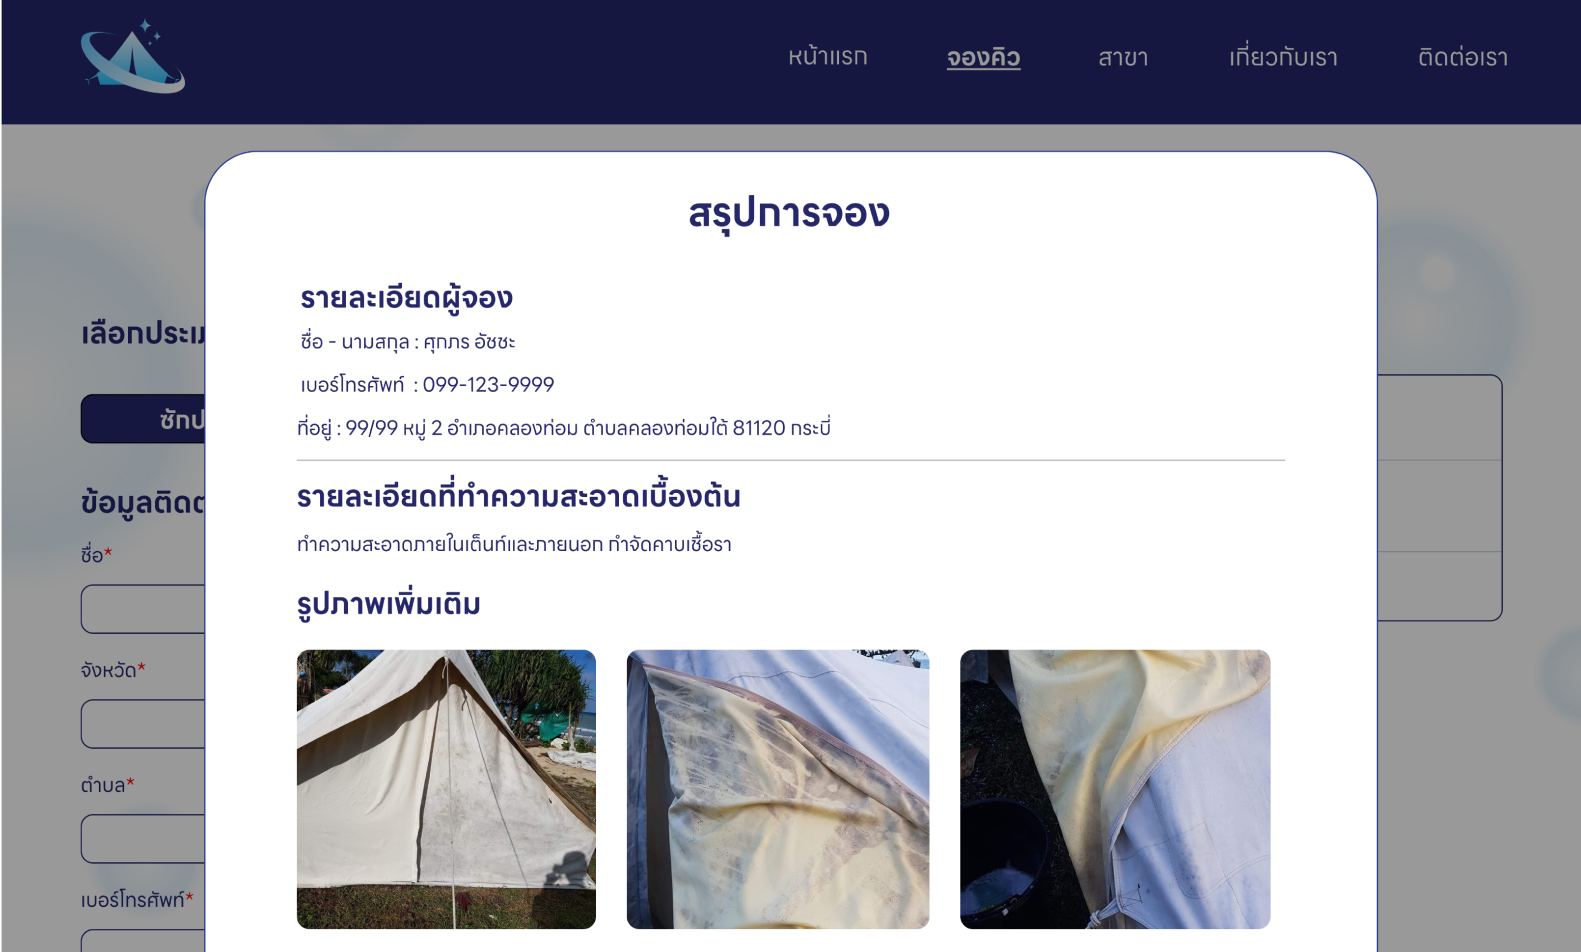 หน้าแรก จองคิว สาขา เกี่ยวกับเรา ติดต่อเรา
สรุปการจอง
รายละเอียดผู้จอง
ชื่อ - นามสกุล : ศุภภร อัชชะ
เบอร์โทรศัพท์ : 099-123-9999
ที่อยู่ : 99/99 หมู่ 2 อำเภอคลองท่อม ตำบลคลองท่อมใต้ 81120 กระบี่
รายละเอียดที่ทำความสะอาดเบื้องต้น
ทำความสะอาดภายในเต็นท์และภายนอก กำจัดคาบเชื้อรา
รูปภาพเพิ่มเติม
เลือกประเภ
ซักป
ข้อมูลติดต
ชื่อ*
จังหวัด*
ตำบล*
เบอร์โทรศัพท์*